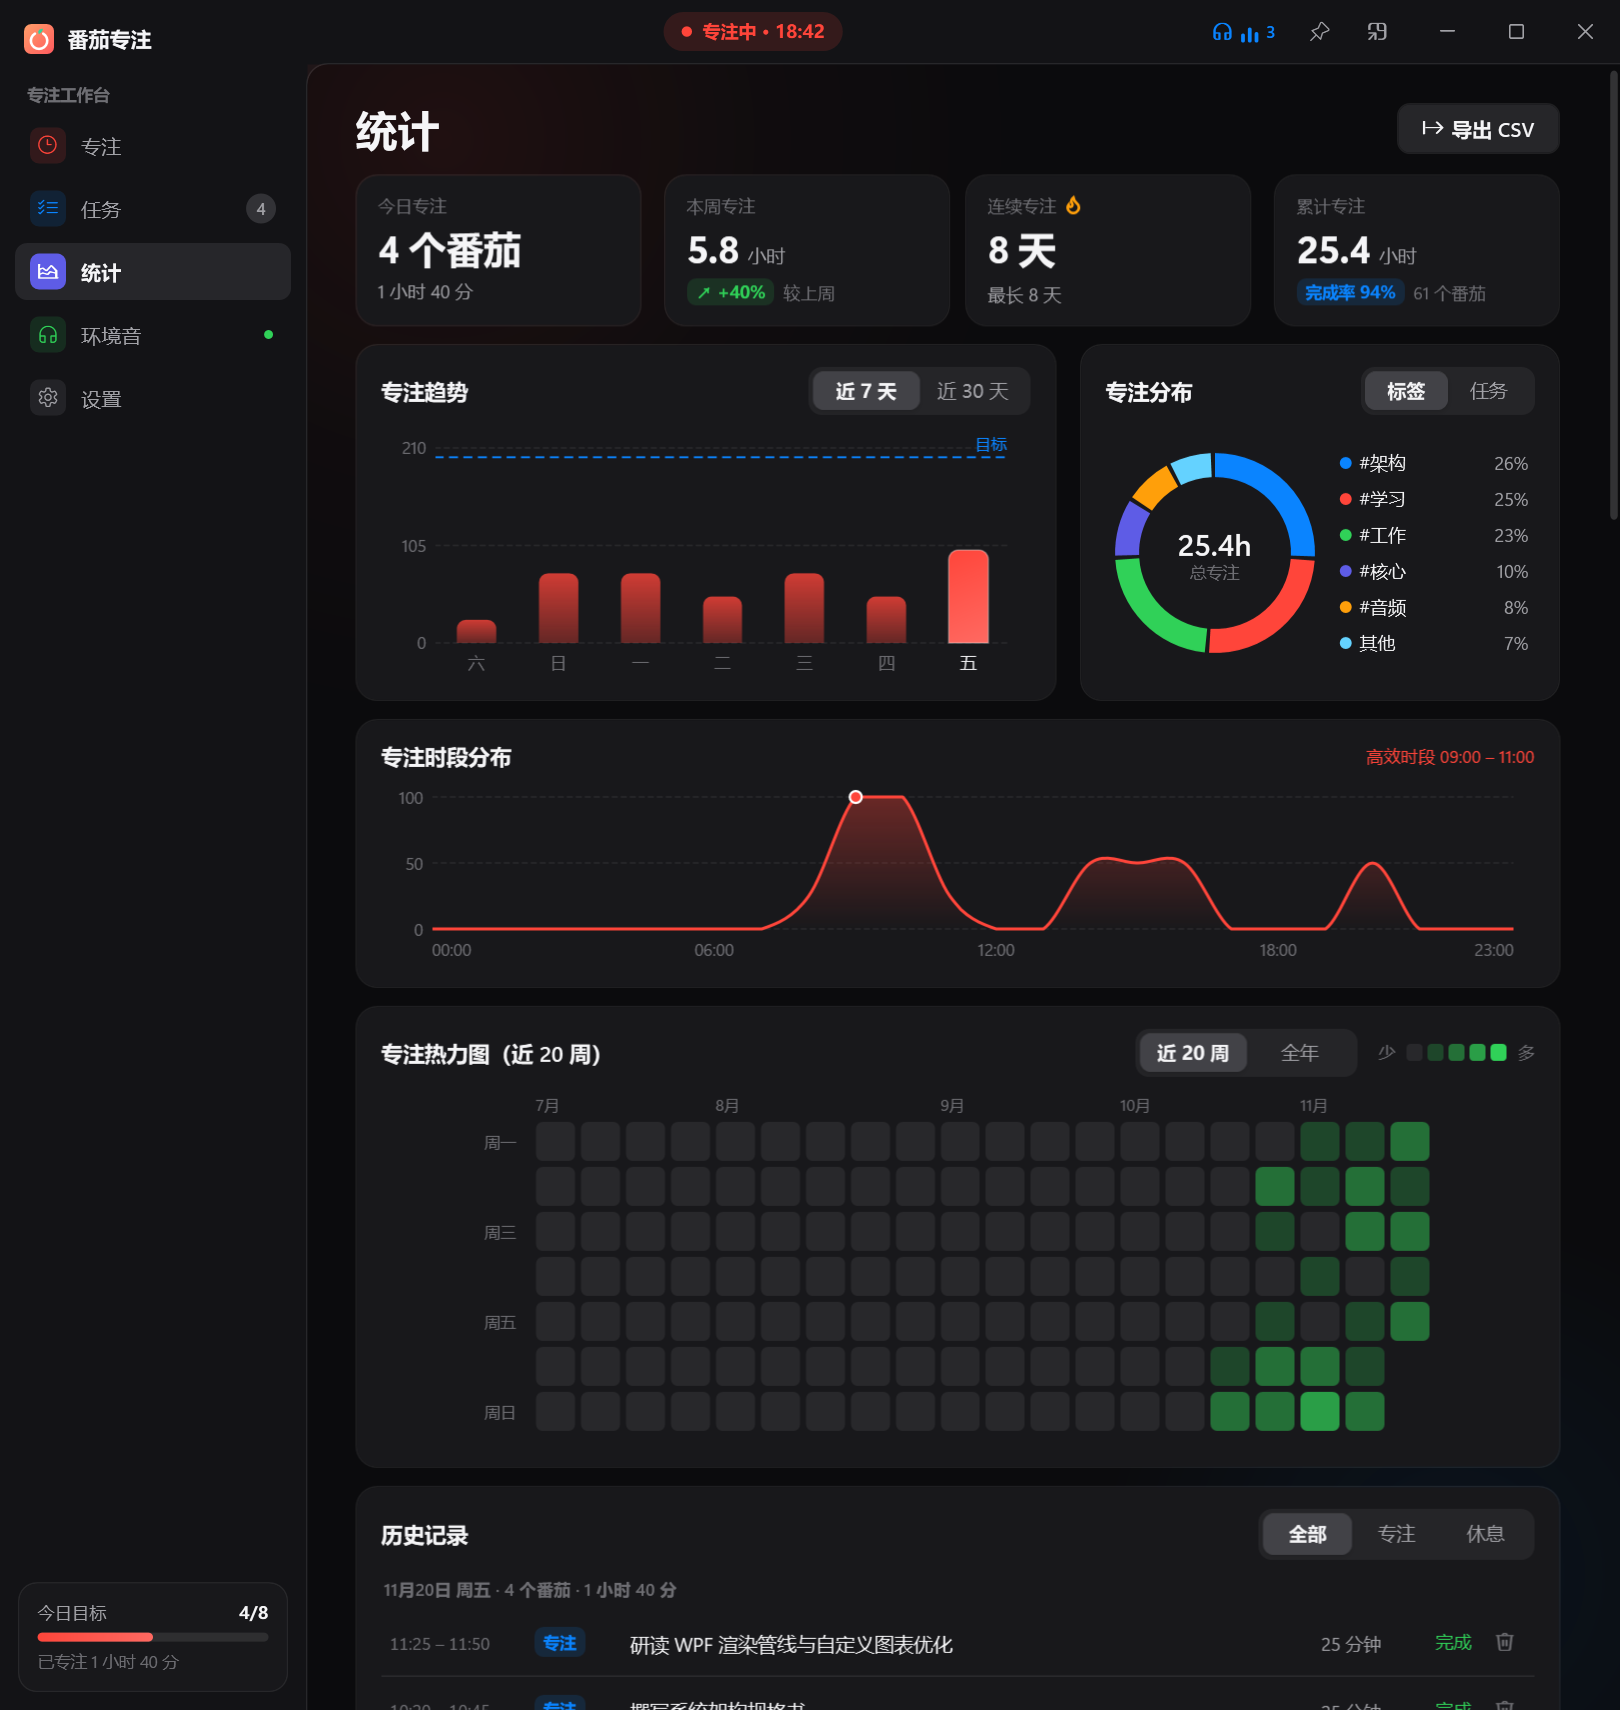 番茄专注
专注中 • 18:42
3
专注工作台
专注
任务
4
统计
环境音
设置
今日目标
4/8
已专注 1 小时 40 分
统计
导出 CSV
今日专注
4 个番茄
1 小时 40 分
本周专注
5.8 小时
+40% 较上周
连续专注
8 天
最长 8 天
累计专注
25.4 小时
完成率 94% 61 个番茄
专注趋势
近 7 天
近 30 天
210
目标
105
0
六 日 一 二 三 四 五
专注分布
标签
任务
25.4h
总专注
#架构 26%
#学习 25%
#工作 23%
#核心 10%
#音频 8%
其他 7%
专注时段分布
高效时段 09:00 – 11:00
100
50
0
00:00 06:00 12:00 18:00 23:00
专注热力图（近 20 周）
近 20 周
全年
少
多
7月 8月 9月 10月 11月
周一
周三
周五
周日
历史记录
全部
专注
休息
11月20日 周五 · 4 个番茄 · 1 小时 40 分
11:25 – 11:50 专注 研读 WPF 渲染管线与自定义图表优化 25 分钟 完成
专注 25 分钟 完成